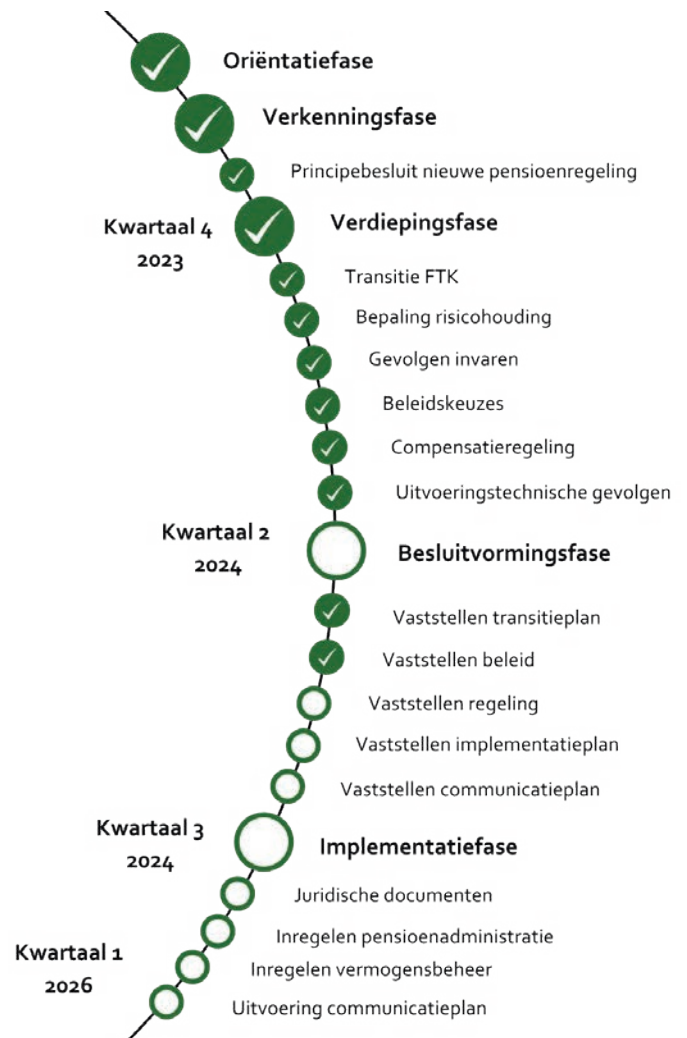 Oriëntatiefase
Verkenningsfase
Principebesluit nieuwe pensioenregeling
Kwartaal 4
2023
Verdiepingsfase
Transitie FTK
Bepaling risicohouding
Gevolgen invaren
Beleidskeuzes
Compensatieregeling
Uitvoeringstechnische gevolgen
Kwartaal 2
2024
Besluitvormingsfase
Vaststellen transitieplan
Vaststellen beleid
Vaststellen regeling
Vaststellen implementatieplan
Vaststellen communicatieplan
Kwartaal 3
2024
Implementatiefase
Juridische documenten
Inregelen pensioenadministratie
Kwartaal 1
2026
Inregelen vermogensbeheer
Uitvoering communicatieplan